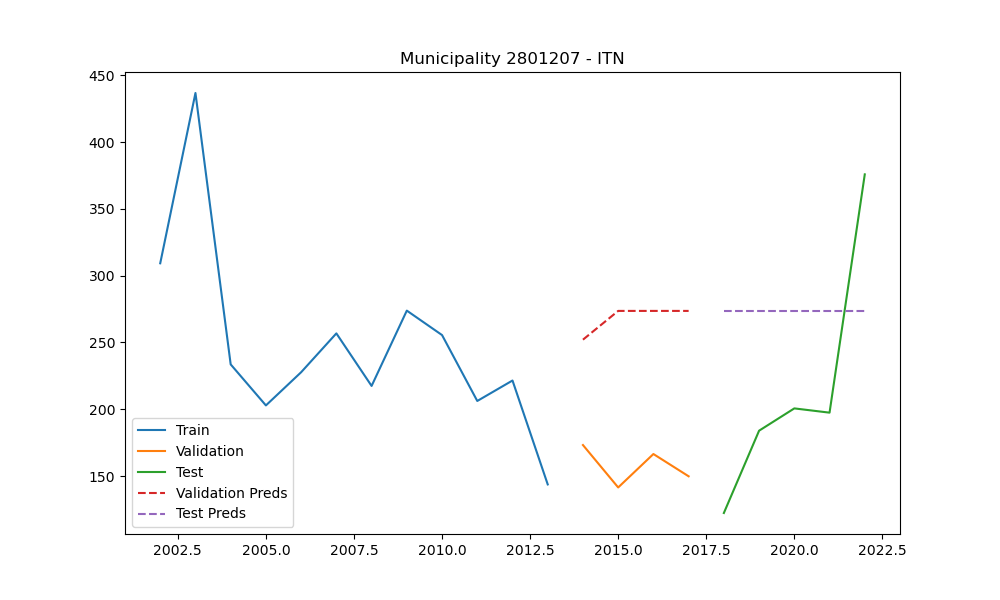 Municipality 2801207 - ITN
450
400
350
300
250
200
150
Train
Validation
Test
Validation Preds
Test Preds
2002.5 2005.0 2007.5 2010.0 2012.5 2015.0 2017.5 2020.0 2022.5